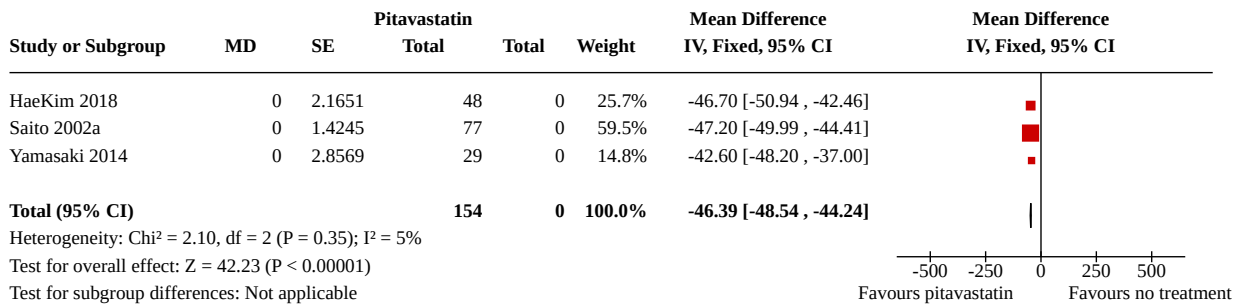 Pitavastatin Mean Difference Mean Difference
Study or Subgroup MD SE Total Total Weight IV, Fixed, 95% CI IV, Fixed, 95% CI
HaeKim 2018 0 2.1651 48 0 25.7% -46.70 [-50.94 , -42.46]
Saito 2002a 0 1.4245 77 0 59.5% -47.20 [-49.99 , -44.41]
Yamasaki 2014 0 2.8569 29 0 14.8% -42.60 [-48.20 , -37.00]
Total (95% CI) 154 0 100.0% -46.39 [-48.54 , -44.24]
Heterogeneity: Chi² = 2.10, df = 2 (P = 0.35); I² = 5%
Test for overall effect: Z = 42.23 (P < 0.00001)
-500 -250 0 250 500
Test for subgroup differences: Not applicable
Favours pitavastatin Favours no treatment